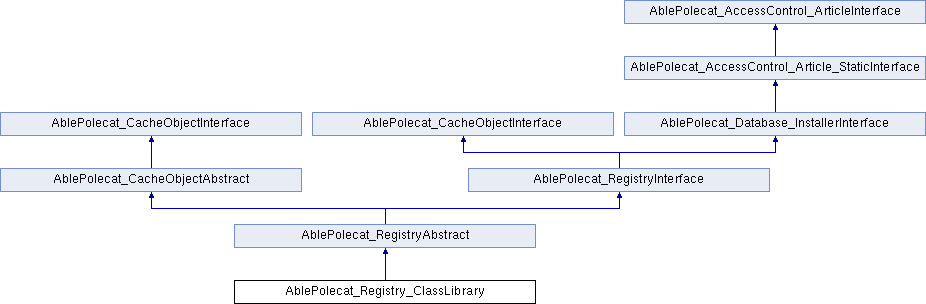 AblePolecat_AccessControl_ArticleInterface
AblePolecat_AccessControl_Article_StaticInterface
AblePolecat_CacheObjectInterface
AblePolecat_CacheObjectInterface
AblePolecat_Database_InstallerInterface
AblePolecat_CacheObjectAbstract
AblePolecat_RegistryInterface
AblePolecat_RegistryAbstract
AblePolecat_Registry_ClassLibrary